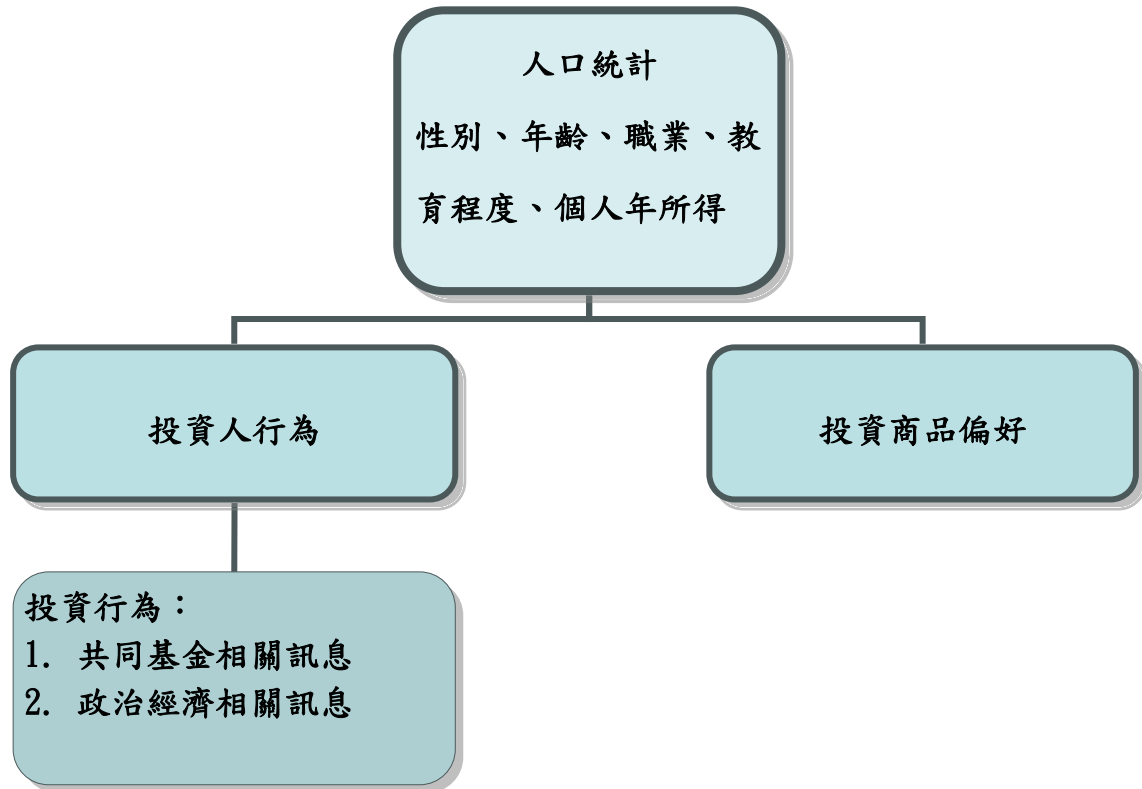 人口統計
性別、年齡、職業、教
育程度、個人年所得
投資人行為
投資商品偏好
投資行為：
1. 共同基金相關訊息
2. 政治經濟相關訊息